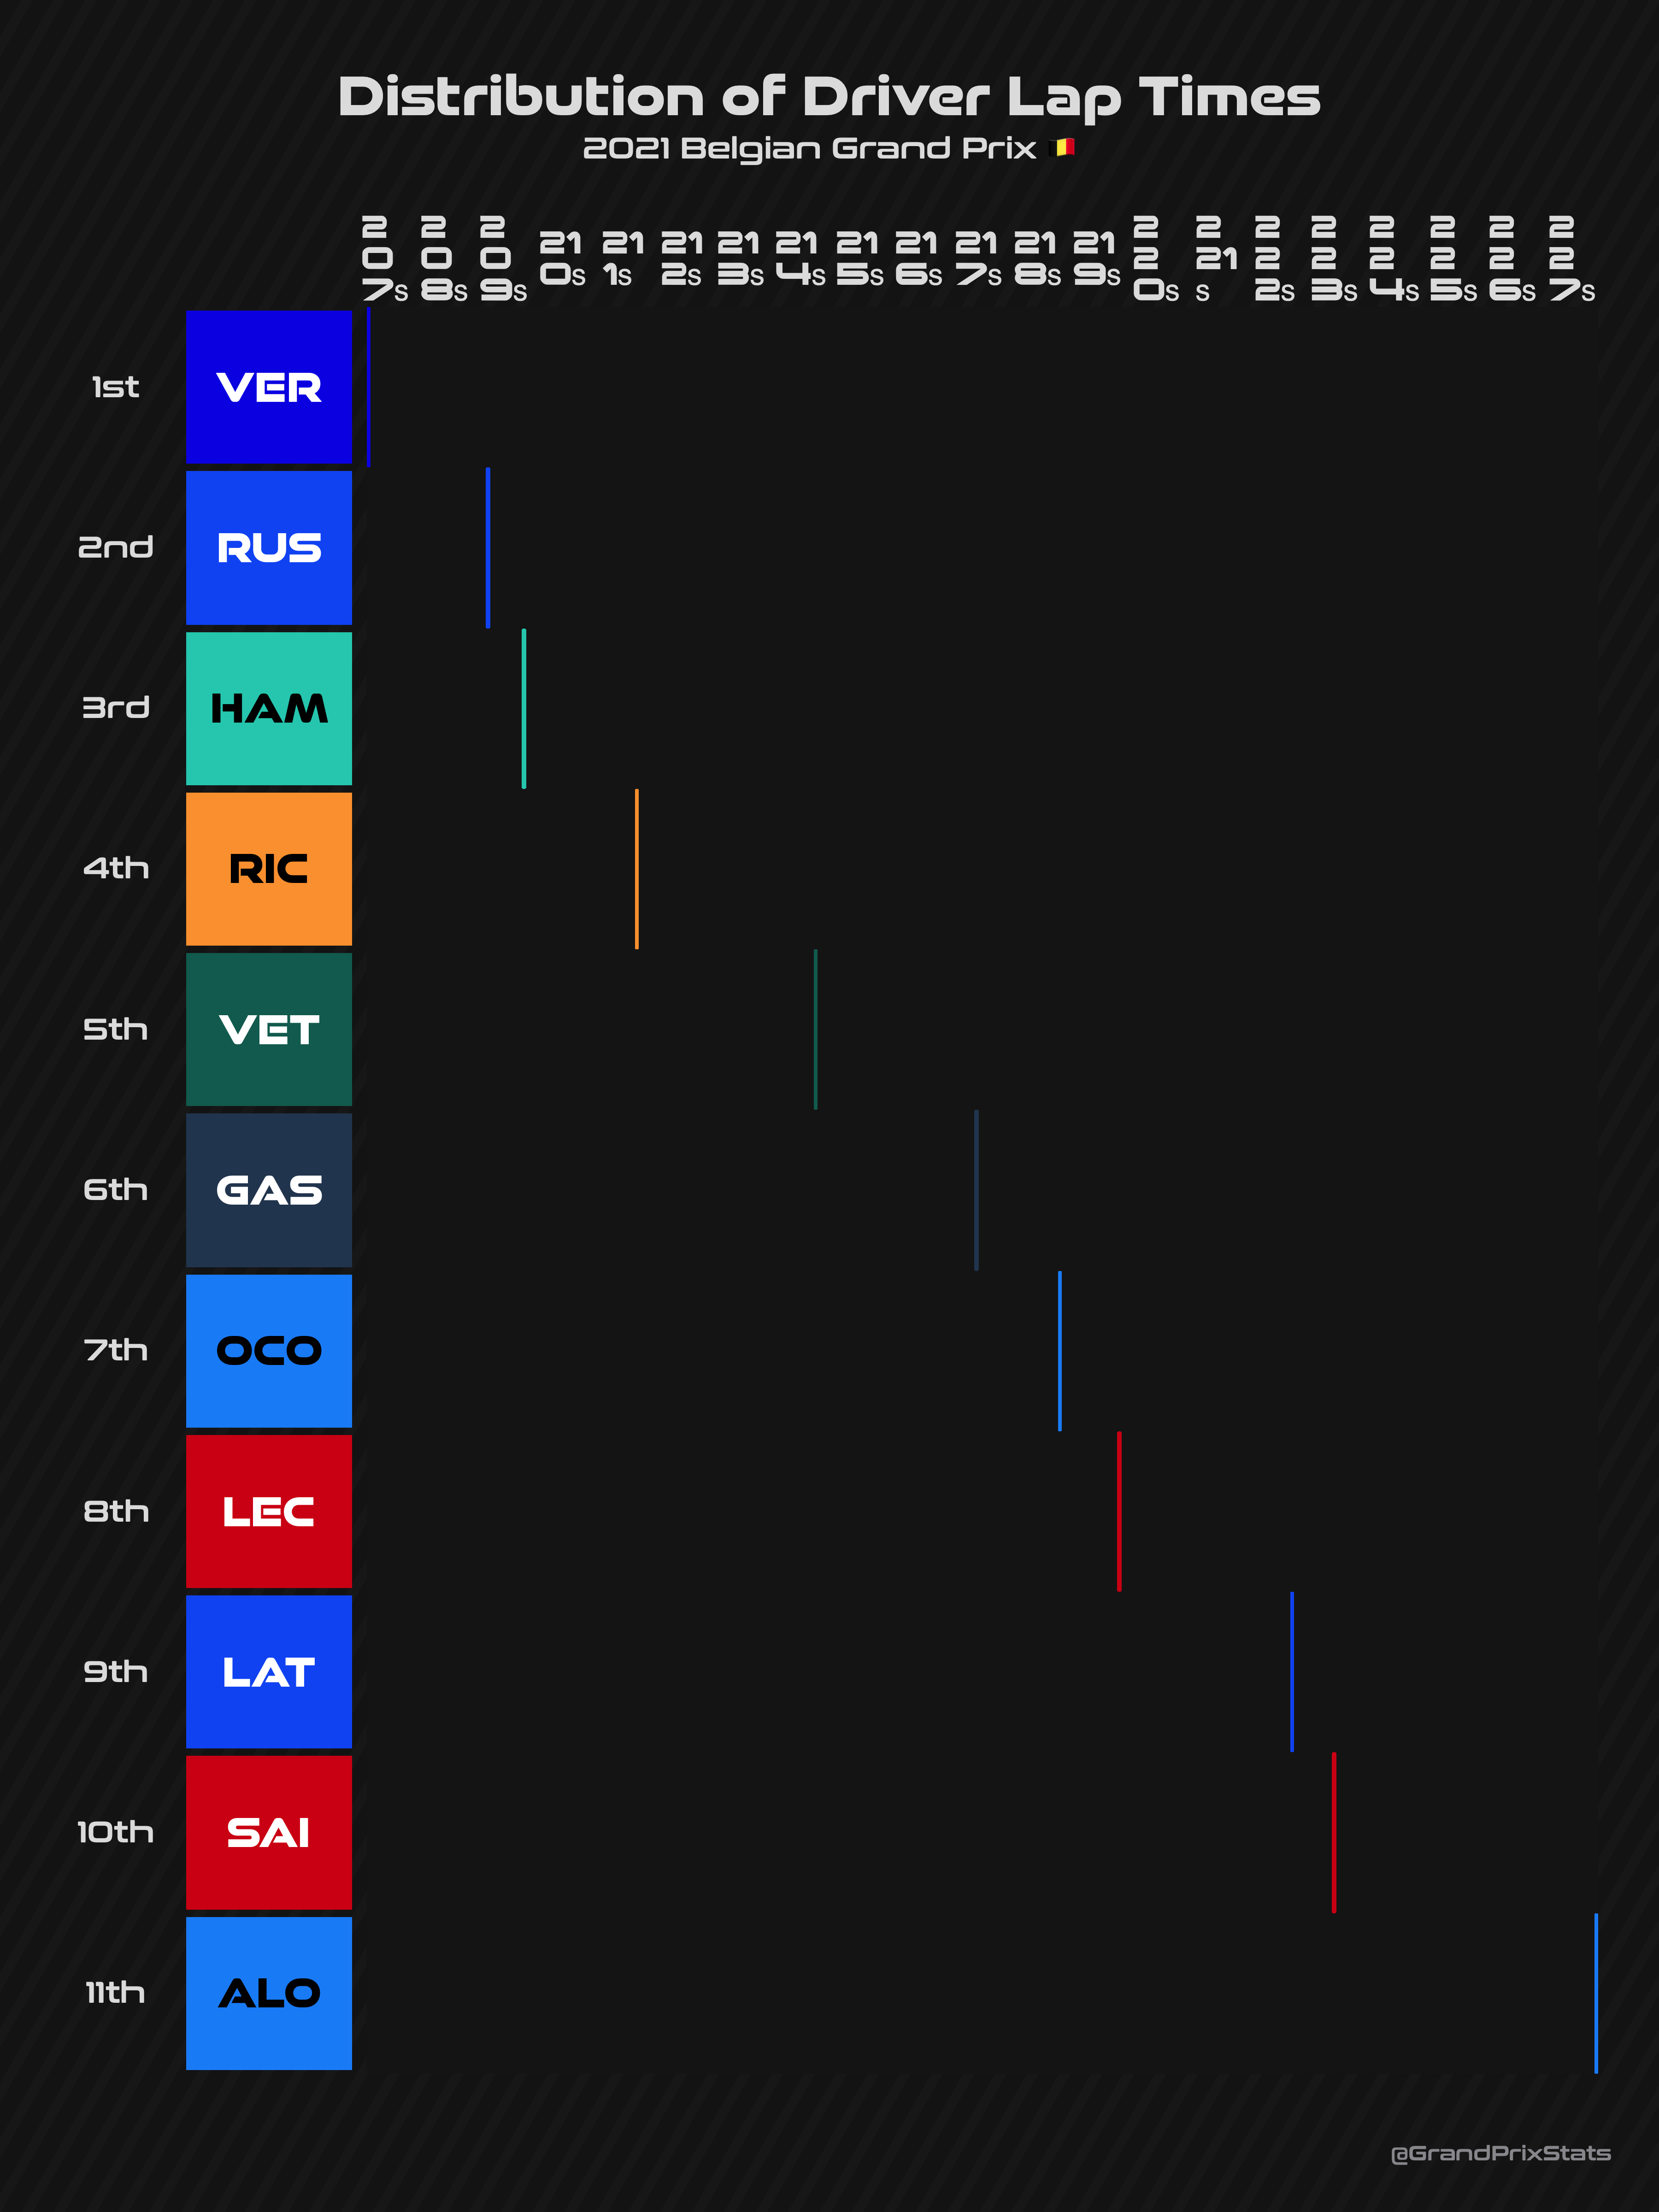 Distribution of Driver Lap Times
2021 Belgian Grand Prix 🇧🇪
207s 208s 209s 210s 211s 212s 213s 214s 215s 216s 217s 218s 219s 220s 221s 222s 223s 224s 225s 226s 227s
1st VER
2nd RUS
3rd HAM
4th RIC
5th VET
6th GAS
7th OCO
8th LEC
9th LAT
10th SAI
11th ALO
@GrandPrixStats